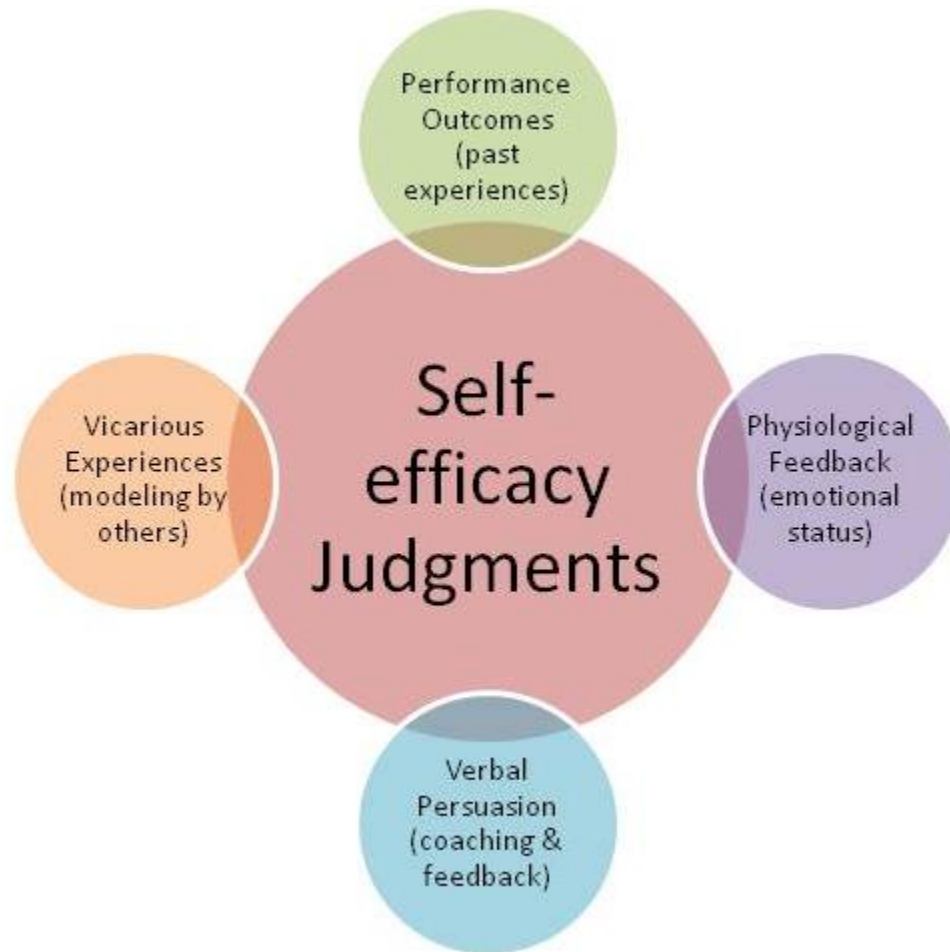 Performance
Outcomes
(past
experiences)
Self-
efficacy
Judgments
Vicarious
Experiences
(modeling by
others)
Physiological
Feedback
(emotional
status)
Verbal
Persuasion
(coaching &
feedback)